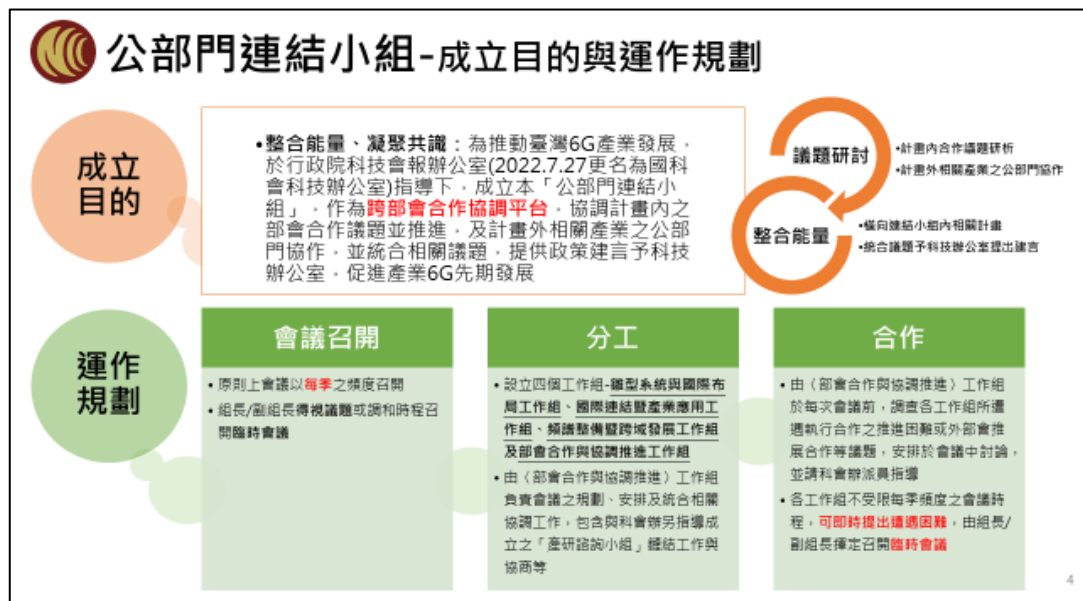 公部門連結小組-成立目的與運作規劃
成立
目的
•整合能量、凝聚共識：為推動臺灣6G產業發展，
於行政院科技會報辦公室(2022.7.27更名為國科
會科技辦公室)指導下，成立本「公部門連結小
組」，作為跨部會合作協調平台，協調計畫內之
部會合作議題並推進，及計畫外相關產業之公部
門協作，並統合相關議題，提供政策建言予科技
辦公室，促進產業6G先期發展
議題研討
•計畫內合作議題研析
•計畫外相關產業之公部門協作
整合能量
•橫向連結小組內相關計畫
•統合議題予科技辦公室提出建言
運作
規劃
會議召開
• 原則上會議以每季之頻度召開
• 組長/副組長得視議題或調和時程召
開臨時會議
分工
• 設立四個工作組-雛型系統與國際布
局工作組、國際連結暨產業應用工
作組、頻譜整備暨跨域發展工作組
及部會合作與協調推進工作組
• 由〈部會合作與協調推進〉工作組
負責會議之規劃、安排及統合相關
協調工作，包含與科會辦另指導成
立之「產研諮詢小組」鏈結工作與
協商等
合作
• 由〈部會合作與協調推進〉工作組
於每次會議前，調查各工作組所遭
遇執行合作之推進困難或外部會推
展合作等議題，安排於會議中討論，
並請科會辦派員指導
• 各工作組不受限每季頻度之會議時
程，可即時提出遭遇困難，由組長/
副組長擇定召開臨時會議
4